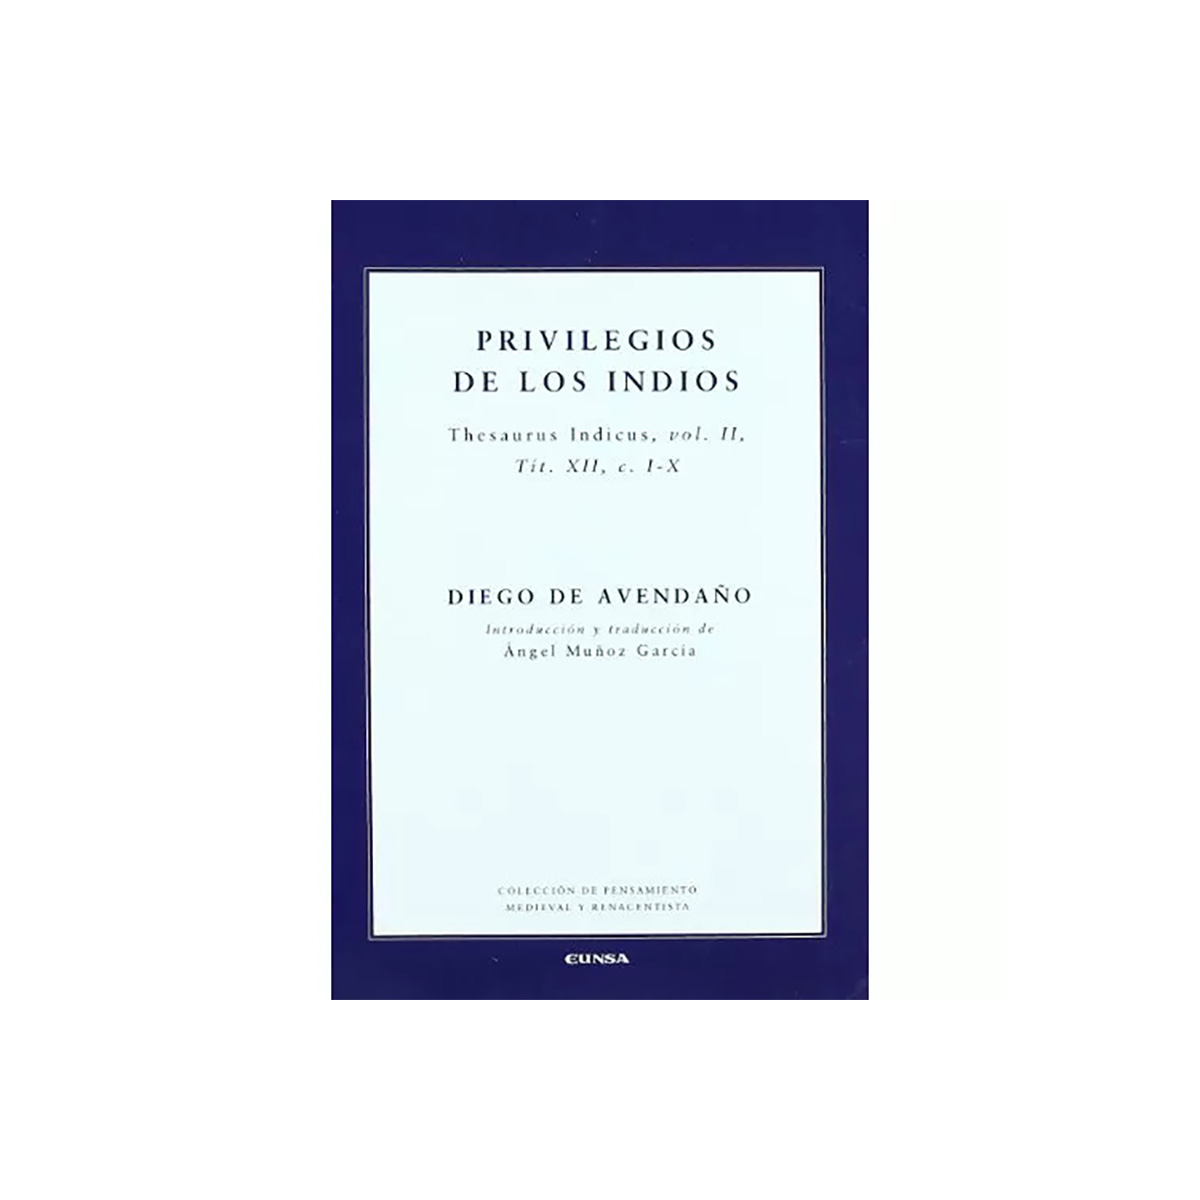 PRIVILEGIOS
DE LOS INDIOS
Thesaurus Indicus, vol. II,
Tít. XII, c. I-X
DIEGO DE AVENDAÑO
Introducción y traducción de
Ángel Muñoz García
COLECCIÓN DE PENSAMIENTO
MEDIEVAL Y RENACENTISTA
EUNSA